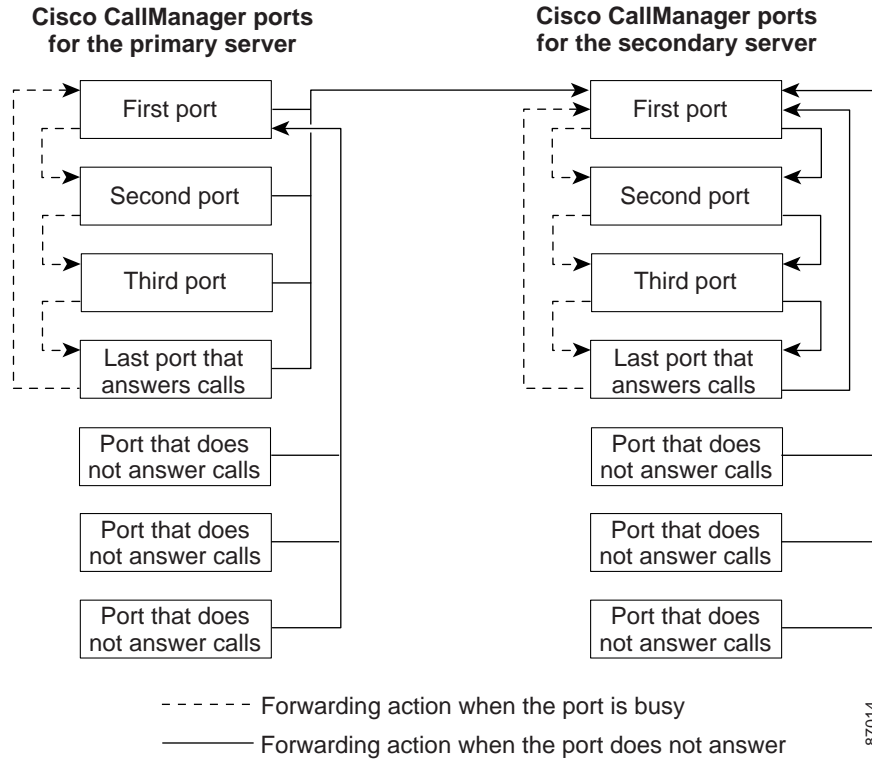 Cisco CallManager ports
for the primary server
First port
Second port
Third port
Last port that
answers calls
Port that does
not answer calls
Port that does
not answer calls
Port that does
not answer calls
Cisco CallManager ports
for the secondary server
First port
Second port
Third port
Last port that
answers calls
Port that does
not answer calls
Port that does
not answer calls
Port that does
not answer calls
Forwarding action when the port is busy
Forwarding action when the port does not answer
87014